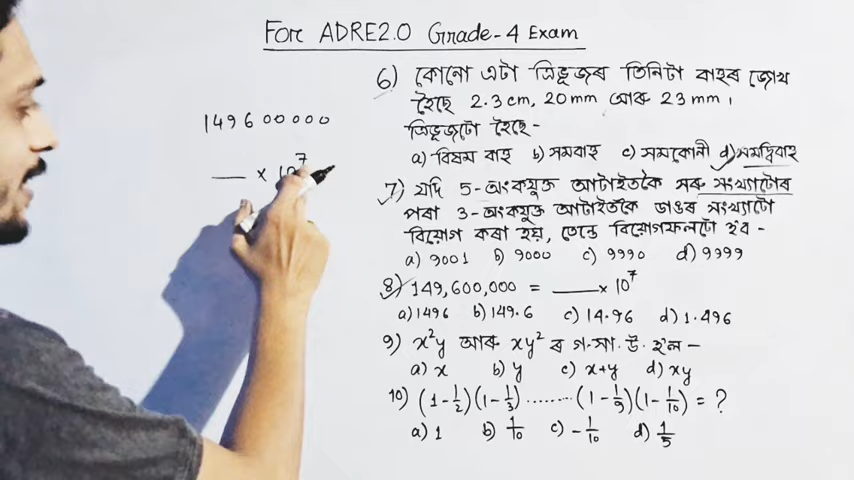 For ADRE2.0 Grade-4 Exam
149600000
__ × 10⁷
6) কোনো এটা ত্ৰিভূজৰ তিনিটা বাহুৰ জোখ
হৈছে 2.3 cm, 20 mm আৰু 23 mm।
ত্ৰিভূজটো হৈছে-
a) বিষম বাহু b) সমবাহু c) সমকোনী d) সমদ্বিবাহু
7) যদি 5-অংকযুক্ত আটাইতকৈ সৰু সংখ্যাটোৰ
পৰা 3-অংকযুক্ত আটাইতকৈ ডাঙৰ সংখ্যাটো
বিয়োগ কৰা হয়, তেন্তে বিয়োগফলটো হ'ব -
a) 9001 b) 9000 c) 9990 d) 9999
8) 149,600,000 = ____ × 10⁷
a) 1496 b) 149.6 c) 14.96 d) 1.496
9) x²y আৰু xy² ৰ গ.সা.উ. হ'ল -
a) x b) y c) x+y d) xy
10) (1-1/2)(1-1/3)........(1-1/9)(1-1/10) = ?
a) 1 b) 1/10 c) -1/10 d) 1/5